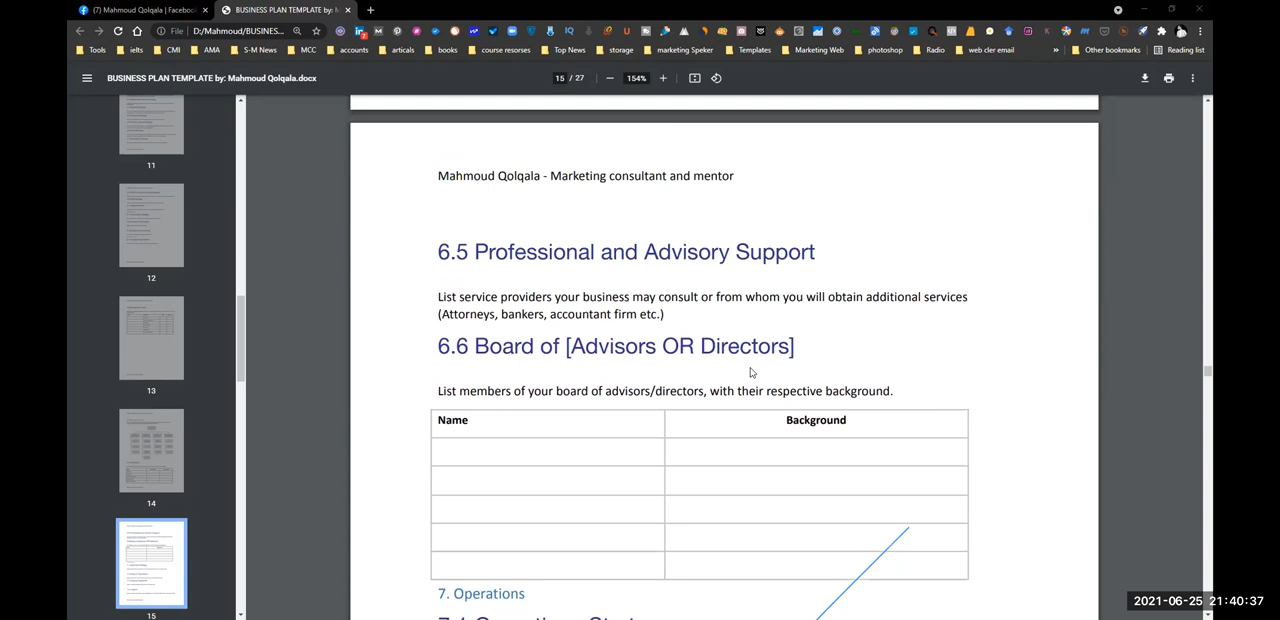 (7) Mahmoud Qolqala | Facebook
BUSINESS PLAN TEMPLATE by: M
File
D:/Mahmoud/BUSINES...
Tools
ielts
CMI
AMA
S-M News
MCC
accounts
articals
books
course resorses
Top News
storage
marketing Speker
Templates
Marketing Web
photoshop
Radio
web cler email
Other bookmarks
Reading list
BUSINESS PLAN TEMPLATE by: Mahmoud Qolqala.docx
15 / 27
154%
11
12
13
14
15
Mahmoud Qolqala - Marketing consultant and mentor
6.5 Professional and Advisory Support
List service providers your business may consult or from whom you will obtain additional services
(Attorneys, bankers, accountant firm etc.)
6.6 Board of [Advisors OR Directors]
List members of your board of advisors/directors, with their respective background.
Name Background
7. Operations
2021-06-25 21:40:37